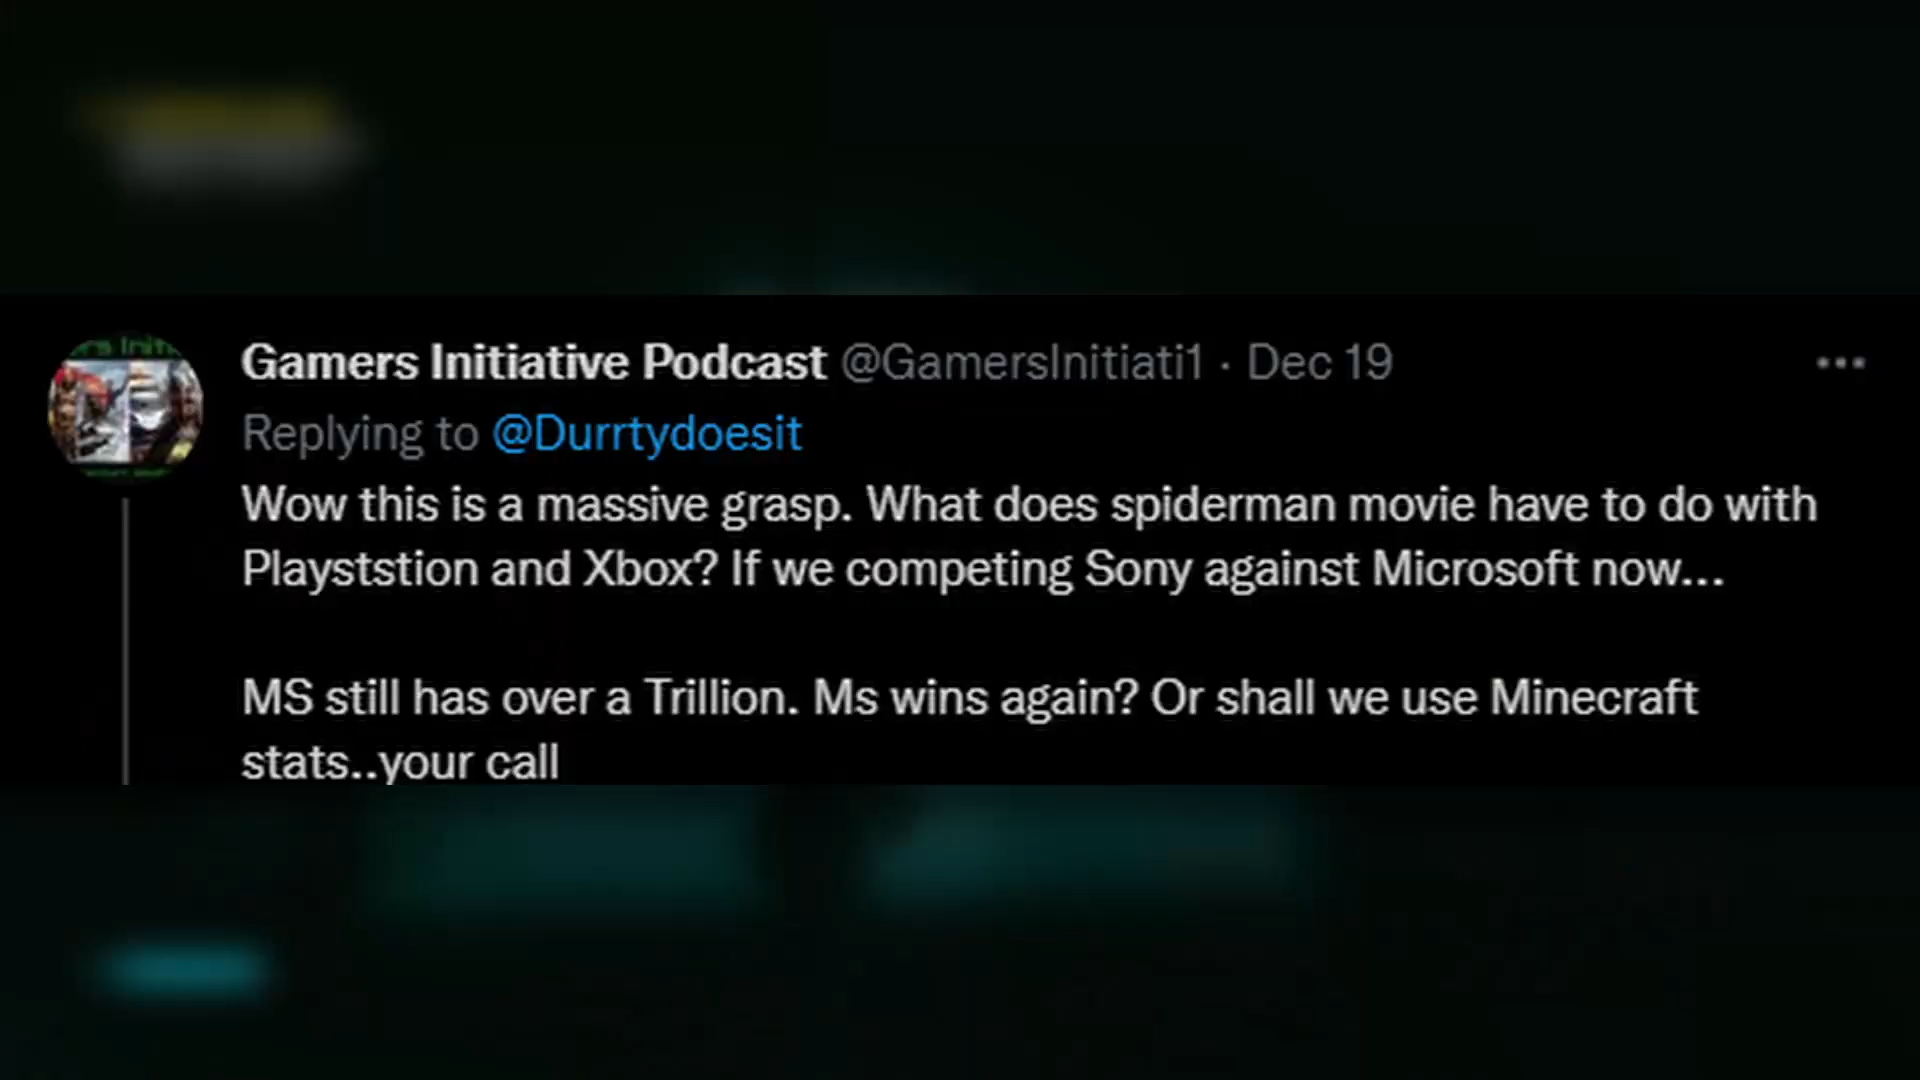 Gamers Initiative Podcast @GamersInitiati1 · Dec 19
Replying to @Durrtydoesit
Wow this is a massive grasp. What does spiderman movie have to do with
Playststion and Xbox? If we competing Sony against Microsoft now...
MS still has over a Trillion. Ms wins again? Or shall we use Minecraft
stats..your call